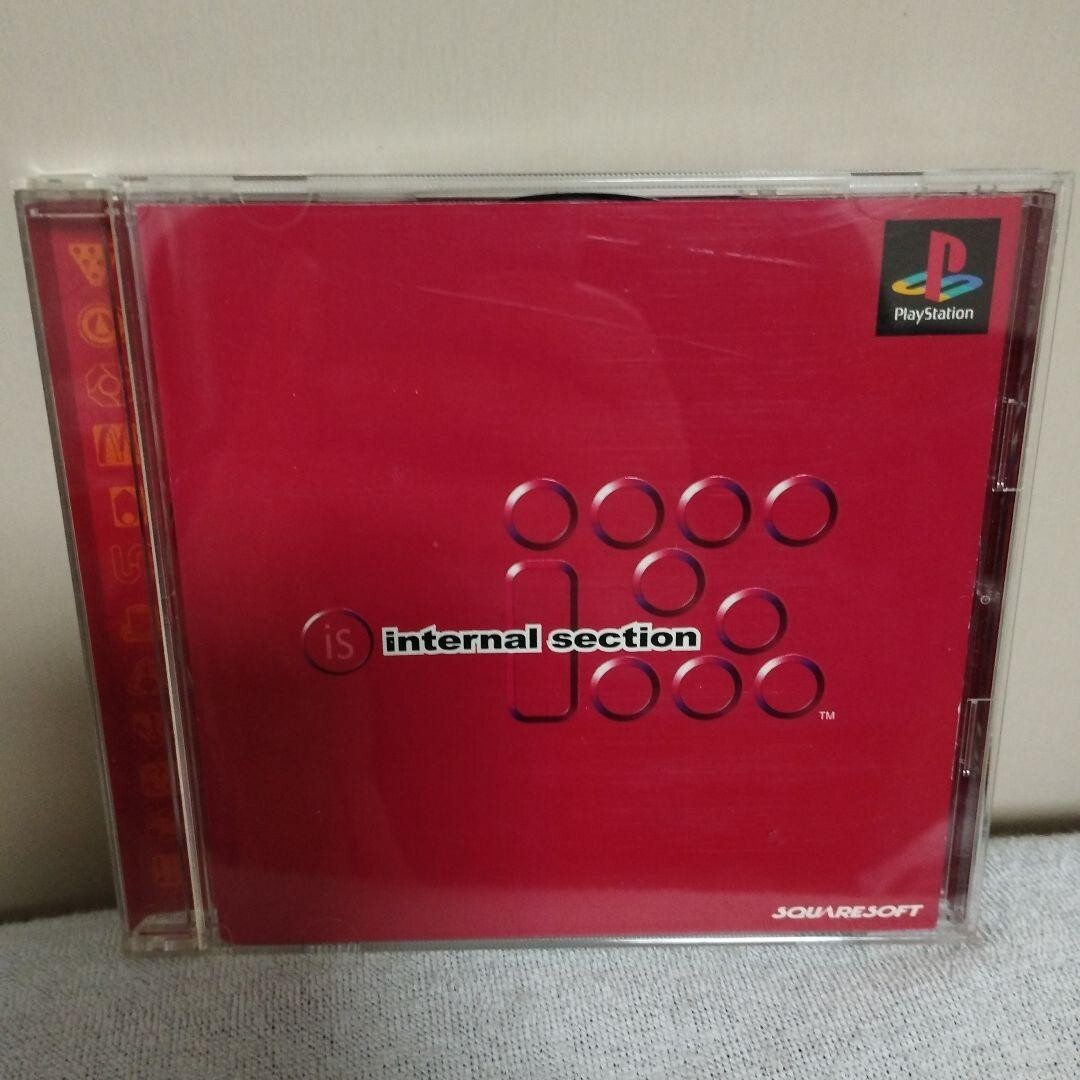 PlayStation
is internal section
TM
SQUARESOFT